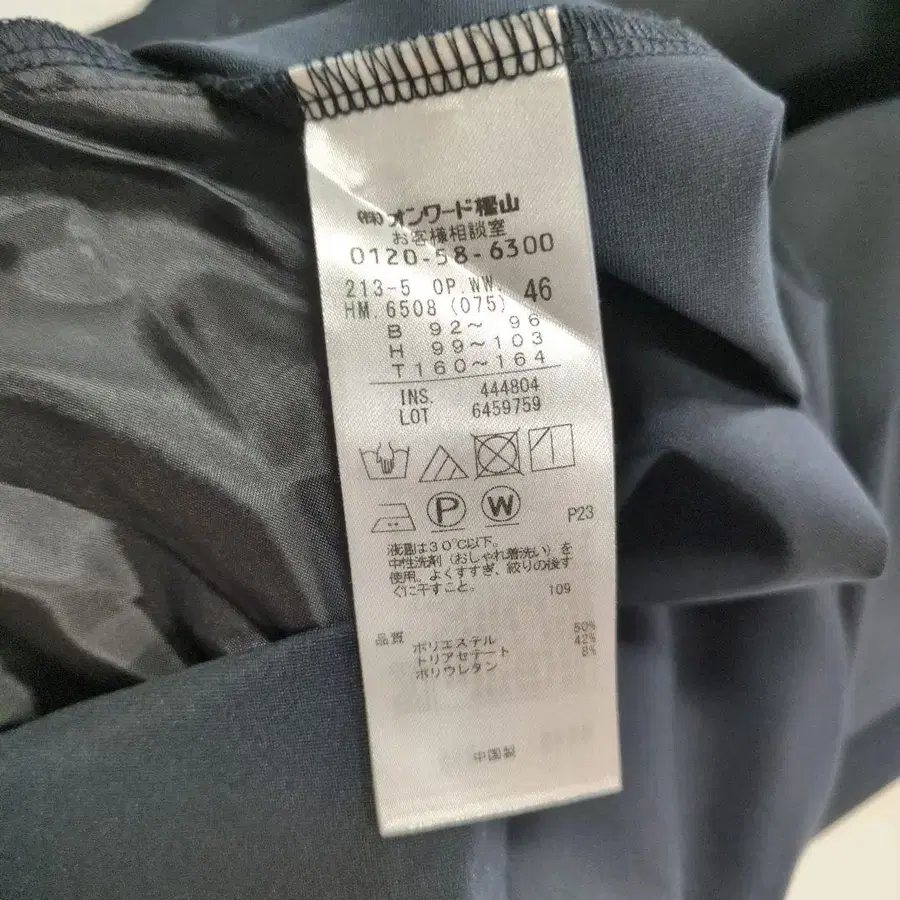 ㈱オンワード樫山
お客様相談室
0120-58-6300
213-5 OP.WW. 46
HM.6508(075)
B 92～ 96
H 99～103
T160～164
INS. 444804
LOT 6459759
P W P23
液温は30℃以下。
中性洗剤(おしゃれ着洗い)を
使用。よくすすぎ、絞りの後す
ぐに干すこと。 109
品質
ポリエステル 50%
トリアセテート 42%
ポリウレタン 8%
中国製